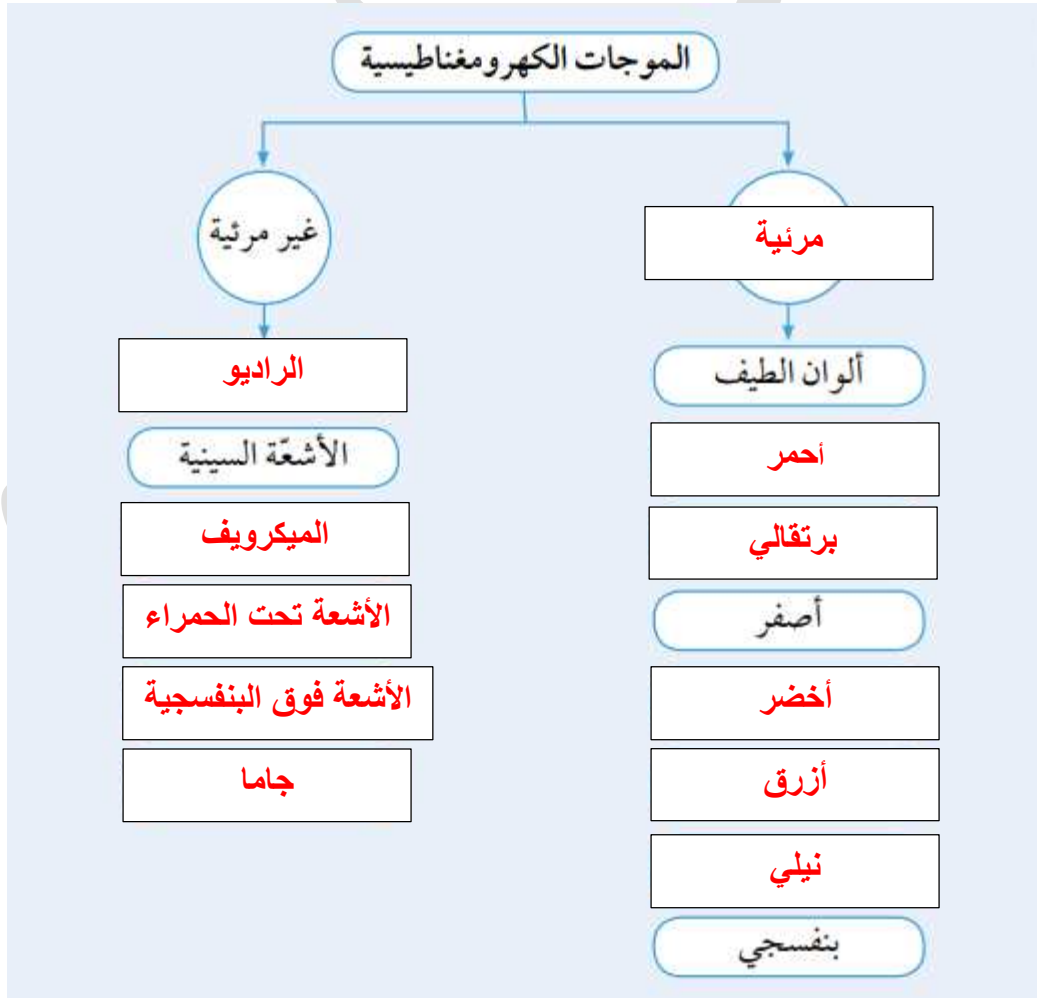 الموجات الكهرومغناطيسية
مرئية
غير مرئية
ألوان الطيف
أحمر
برتقالي
أصفر
أخضر
أزرق
نيلي
بنفسجي
الراديو
الأشعّة السينية
الميكرويف
الأشعة تحت الحمراء
الأشعة فوق البنفسجية
جاما